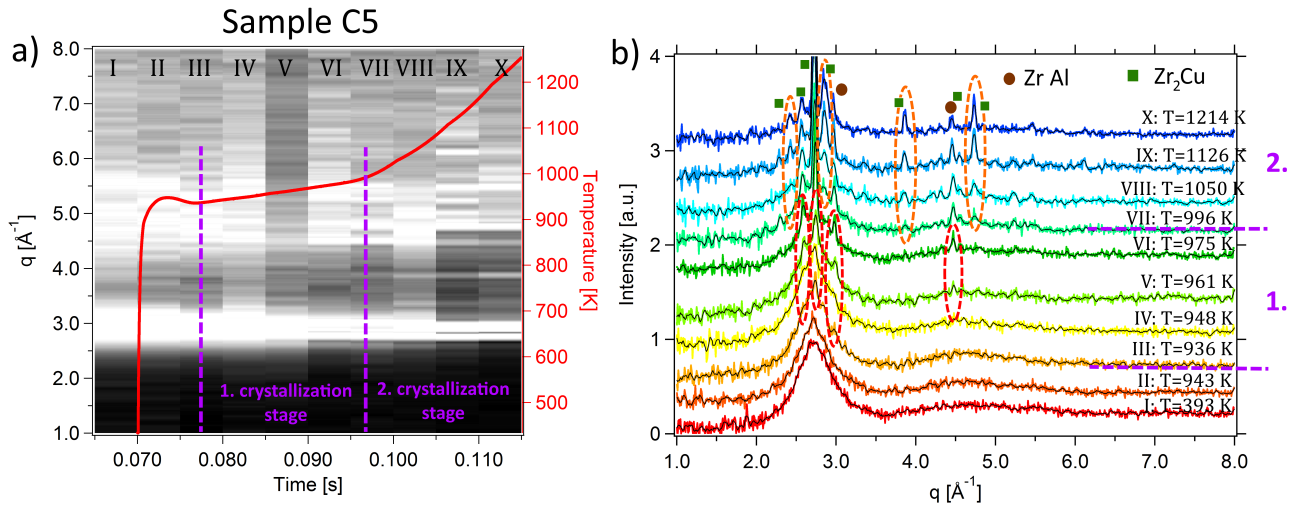 Sample C5
a)
8.0
7.0
6.0
5.0
4.0
3.0
2.0
1.0
q [Å⁻¹]
I II III IV V VI VII VIII IX X
1. crystallization
stage
2. crystallization
stage
1200
1100
1000
900
800
700
600
500
Temperature [K]
0.070 0.080 0.090 0.100 0.110
Time [s]
b)
4
3
2
1
0
Intensity [a.u.]
Zr Al
Zr₂Cu
X: T=1214 K
IX: T=1126 K
VIII: T=1050 K
VII: T=996 K
VI: T=975 K
V: T=961 K
IV: T=948 K
III: T=936 K
II: T=943 K
I: T=393 K
2.
1.
1.0 2.0 3.0 4.0 5.0 6.0 7.0 8.0
q [Å⁻¹]